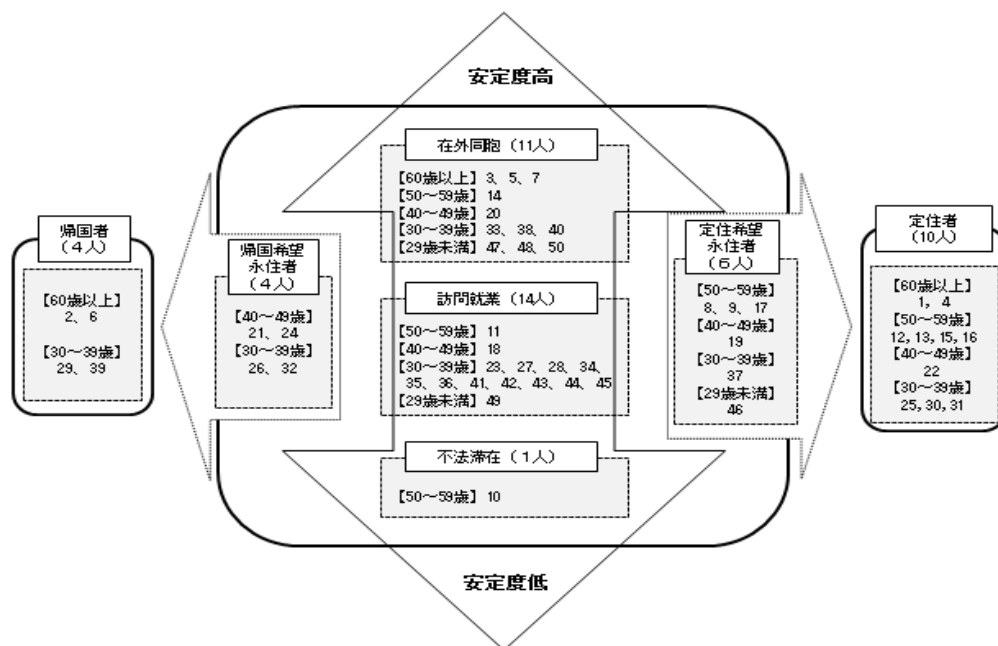 安定度高
在外同胞（11人）
【60歳以上】3、5、7
【50～59歳】14
【40～49歳】20
【30～39歳】33、38、40
【29歳未満】47、48、50
帰国者
（4人）
【60歳以上】
2、6
【30～39歳】
29、39
帰国希望
永住者
（4人）
【40～49歳】
21、24
【30～39歳】
26、32
訪問就業（14人）
【50～59歳】11
【40～49歳】18
【30～39歳】23、27、28、34、
35、36、41、42、43、44、45
【29歳未満】49
定住希望
永住者
（6人）
【50～59歳】
8、9、17
【40～49歳】
19
【30～39歳】
37
【29歳未満】
46
定住者
（10人）
【60歳以上】
1, 4
【50～59歳】
12, 13, 15, 16
【40～49歳】
22
【30～39歳】
25, 30, 31
不法滞在（1人）
【50～59歳】10
安定度低